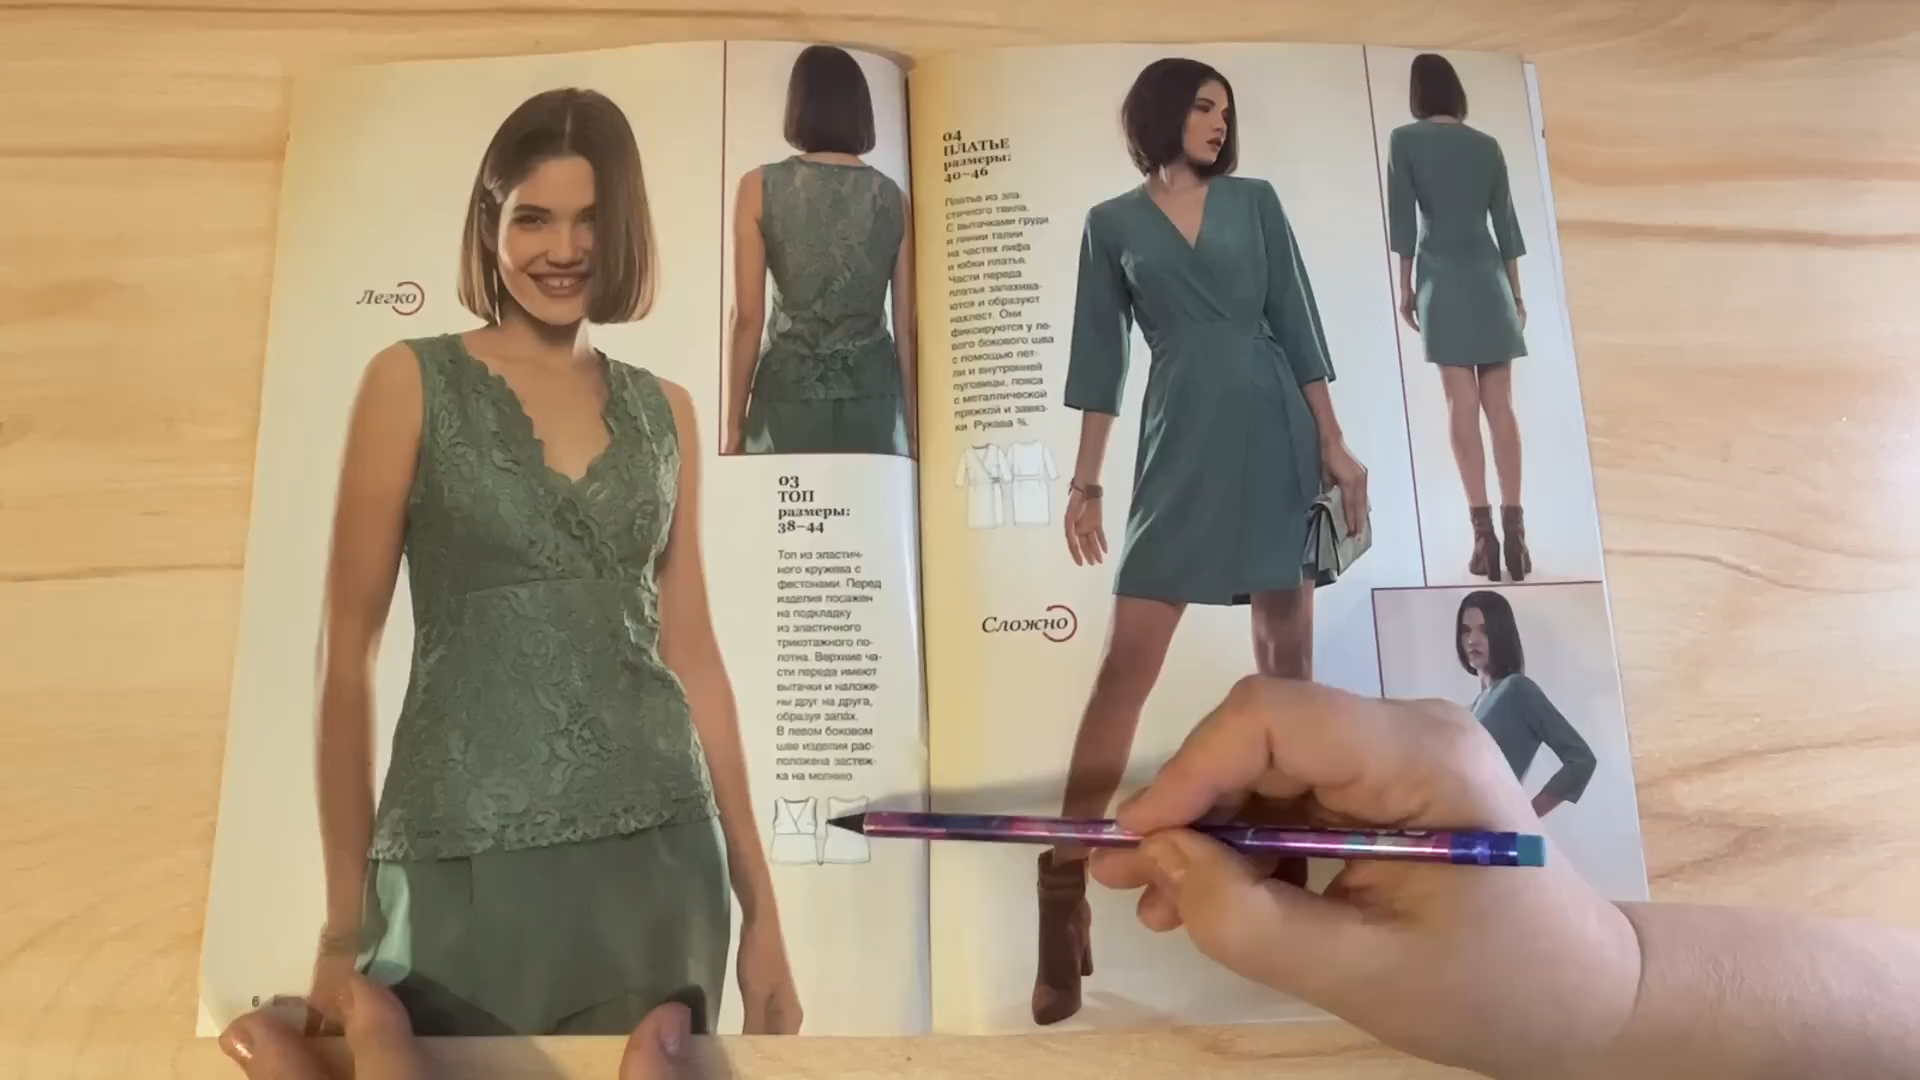 Легко
03
ТОП
размеры:
38–44
Топ из эластич-
ного кружева с
фестонами. Перед
изделия посажен
на подкладку
из эластичного
трикотажного по-
лотна. Верхние ча-
сти переда имеют
вытачки и наложе-
ны друг на друга,
образуя запах.
В левом боковом
шве изделия рас-
положена застеж-
ка на молнию.
6
04
ПЛАТЬЕ
размеры:
40–46
Платье из эла
стичного твила.
С вытачками груди
и линии талии
на частях лифа
и юбки платья.
Части переда
платья запахива-
ются и образуют
нахлест. Они
фиксируются у ле-
вого бокового шва
с помощью пет-
ли и внутренней
пуговицы, пояса
с металлической
пряжкой и завяз-
ки. Рукава ¾.
Сложно